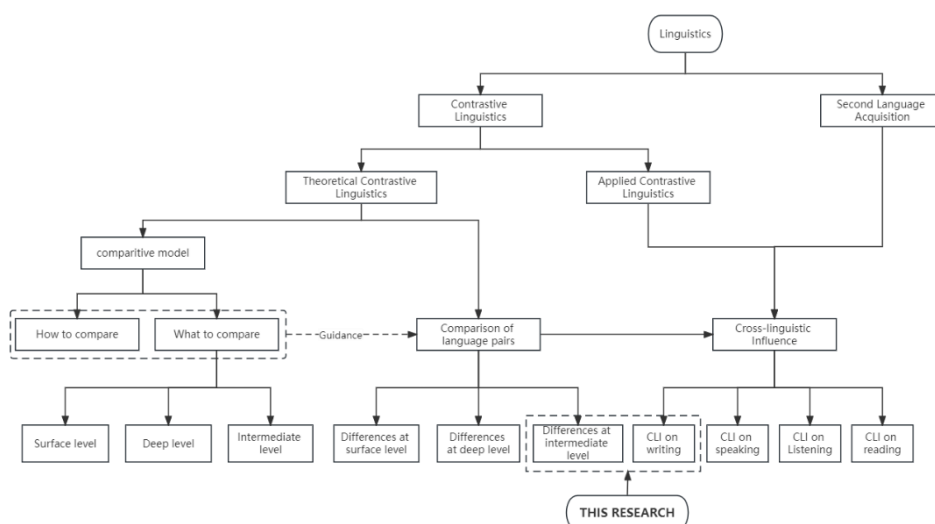 Linguistics
Contrastive
Linguistics
Second Language
Acquisition
Theoretical Contrastive
Linguistics
Applied Contrastive
Linguistics
comparitive model
How to compare
What to compare
Guidance
Comparison of
language pairs
Cross-linguistic
Influence
Surface level
Deep level
Intermediate
level
Differences at
surface level
Differences
at deep level
Differences at
intermediate
level
CLI on
writing
CLI on
speaking
CLI on
Listening
CLI on
reading
THIS RESEARCH